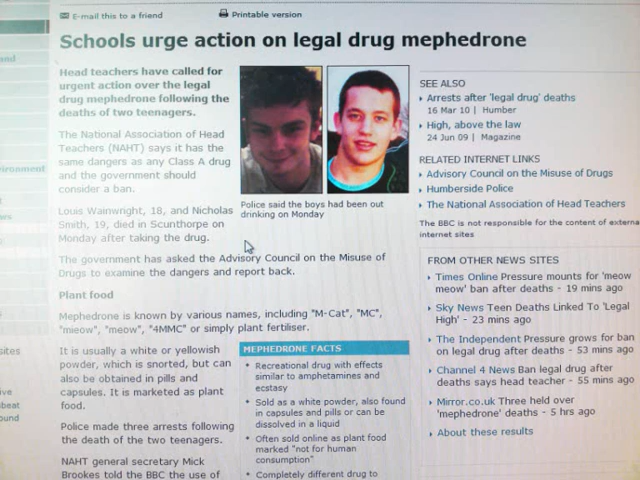 E-mail this to a friend
Printable version
Schools urge action on legal drug mephedrone
Head teachers have called for
urgent action over the legal
drug mephedrone following the
deaths of two teenagers.
The National Association of Head
Teachers (NAHT) says it has the
same dangers as any Class A drug
and the government should
consider a ban.
Louis Wainwright, 18, and Nicholas
Smith, 19, died in Scunthorpe on
Monday after taking the drug.
Police said the boys had been out
drinking on Monday
The government has asked the Advisory Council on the Misuse of
Drugs to examine the dangers and report back.
Plant food
Mephedrone is known by various names, including "M-Cat", "MC",
"mieow", "meow", "4MMC" or simply plant fertiliser.
It is usually a white or yellowish
powder, which is snorted, but can
also be obtained in pills and
capsules. It is marketed as plant
food.
Police made three arrests following
the death of the two teenagers.
NAHT general secretary Mick
Brookes told the BBC the use of
MEPHEDRONE FACTS
Recreational drug with effects
similar to amphetamines and
ecstasy
Sold as a white powder, also found
in capsules and pills or can be
dissolved in a liquid
Often sold online as plant food
marked "not for human
consumption"
Completely different drug to
SEE ALSO
Arrests after 'legal drug' deaths
16 Mar 10 | Humber
High, above the law
24 Jun 09 | Magazine
RELATED INTERNET LINKS
Advisory Council on the Misuse of Drugs
Humberside Police
The National Association of Head Teachers
The BBC is not responsible for the content of externa
internet sites
FROM OTHER NEWS SITES
Times Online Pressure mounts for 'meow
meow' ban after deaths - 19 mins ago
Sky News Teen Deaths Linked To 'Legal
High' - 23 mins ago
The Independent Pressure grows for ban
on legal drug after deaths - 53 mins ago
Channel 4 News Ban legal drug after
deaths says head teacher - 55 mins ago
Mirror.co.uk Three held over
'mephedrone' deaths - 5 hrs ago
About these results